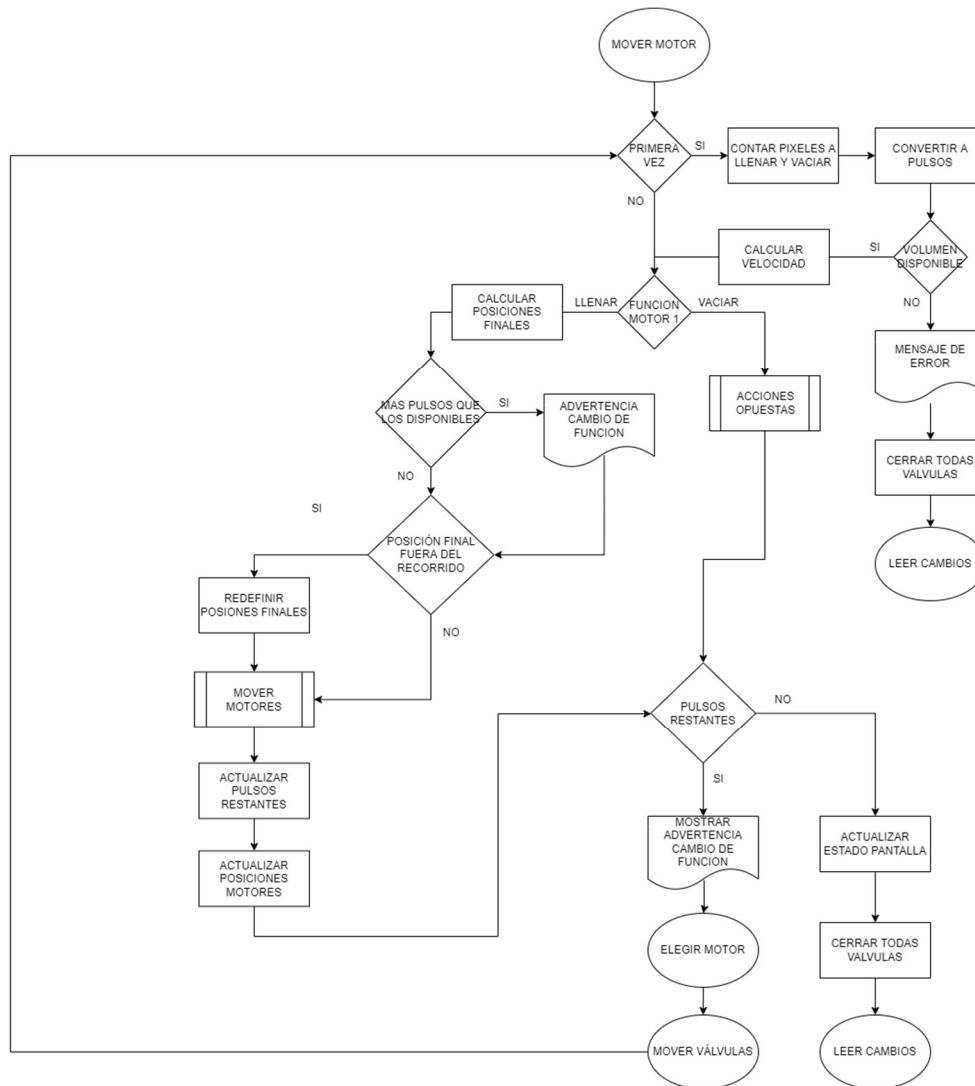 MOVER MOTOR
PRIMERA
VEZ
SI
CONTAR PIXELES A
LLENAR Y VACIAR
CONVERTIR A
PULSOS
NO
CALCULAR
VELOCIDAD
SI
VOLUMEN
DISPONIBLE
NO
CALCULAR
POSICIONES
FINALES
LLENAR
FUNCION
MOTOR 1
VACIAR
MENSAJE DE
ERROR
MAS PULSOS QUE
LOS DISPONIBLES
SI
ADVERTENCIA
CAMBIO DE
FUNCION
ACCIONES
OPUESTAS
NO
CERRAR TODAS
VALVULAS
SI
POSICIÓN FINAL
FUERA DEL
RECORRIDO
LEER CAMBIOS
REDEFINIR
POSIONES FINALES
NO
MOVER
MOTORES
PULSOS
RESTANTES
NO
SI
ACTUALIZAR
PULSOS
RESTANTES
MOSTRAR
ADVERTENCIA
CAMBIO DE
FUNCION
ACTUALIZAR
ESTADO PANTALLA
ACTUALIZAR
POSICIONES
MOTORES
ELEGIR MOTOR
CERRAR TODAS
VALVULAS
MOVER VÁLVULAS
LEER CAMBIOS